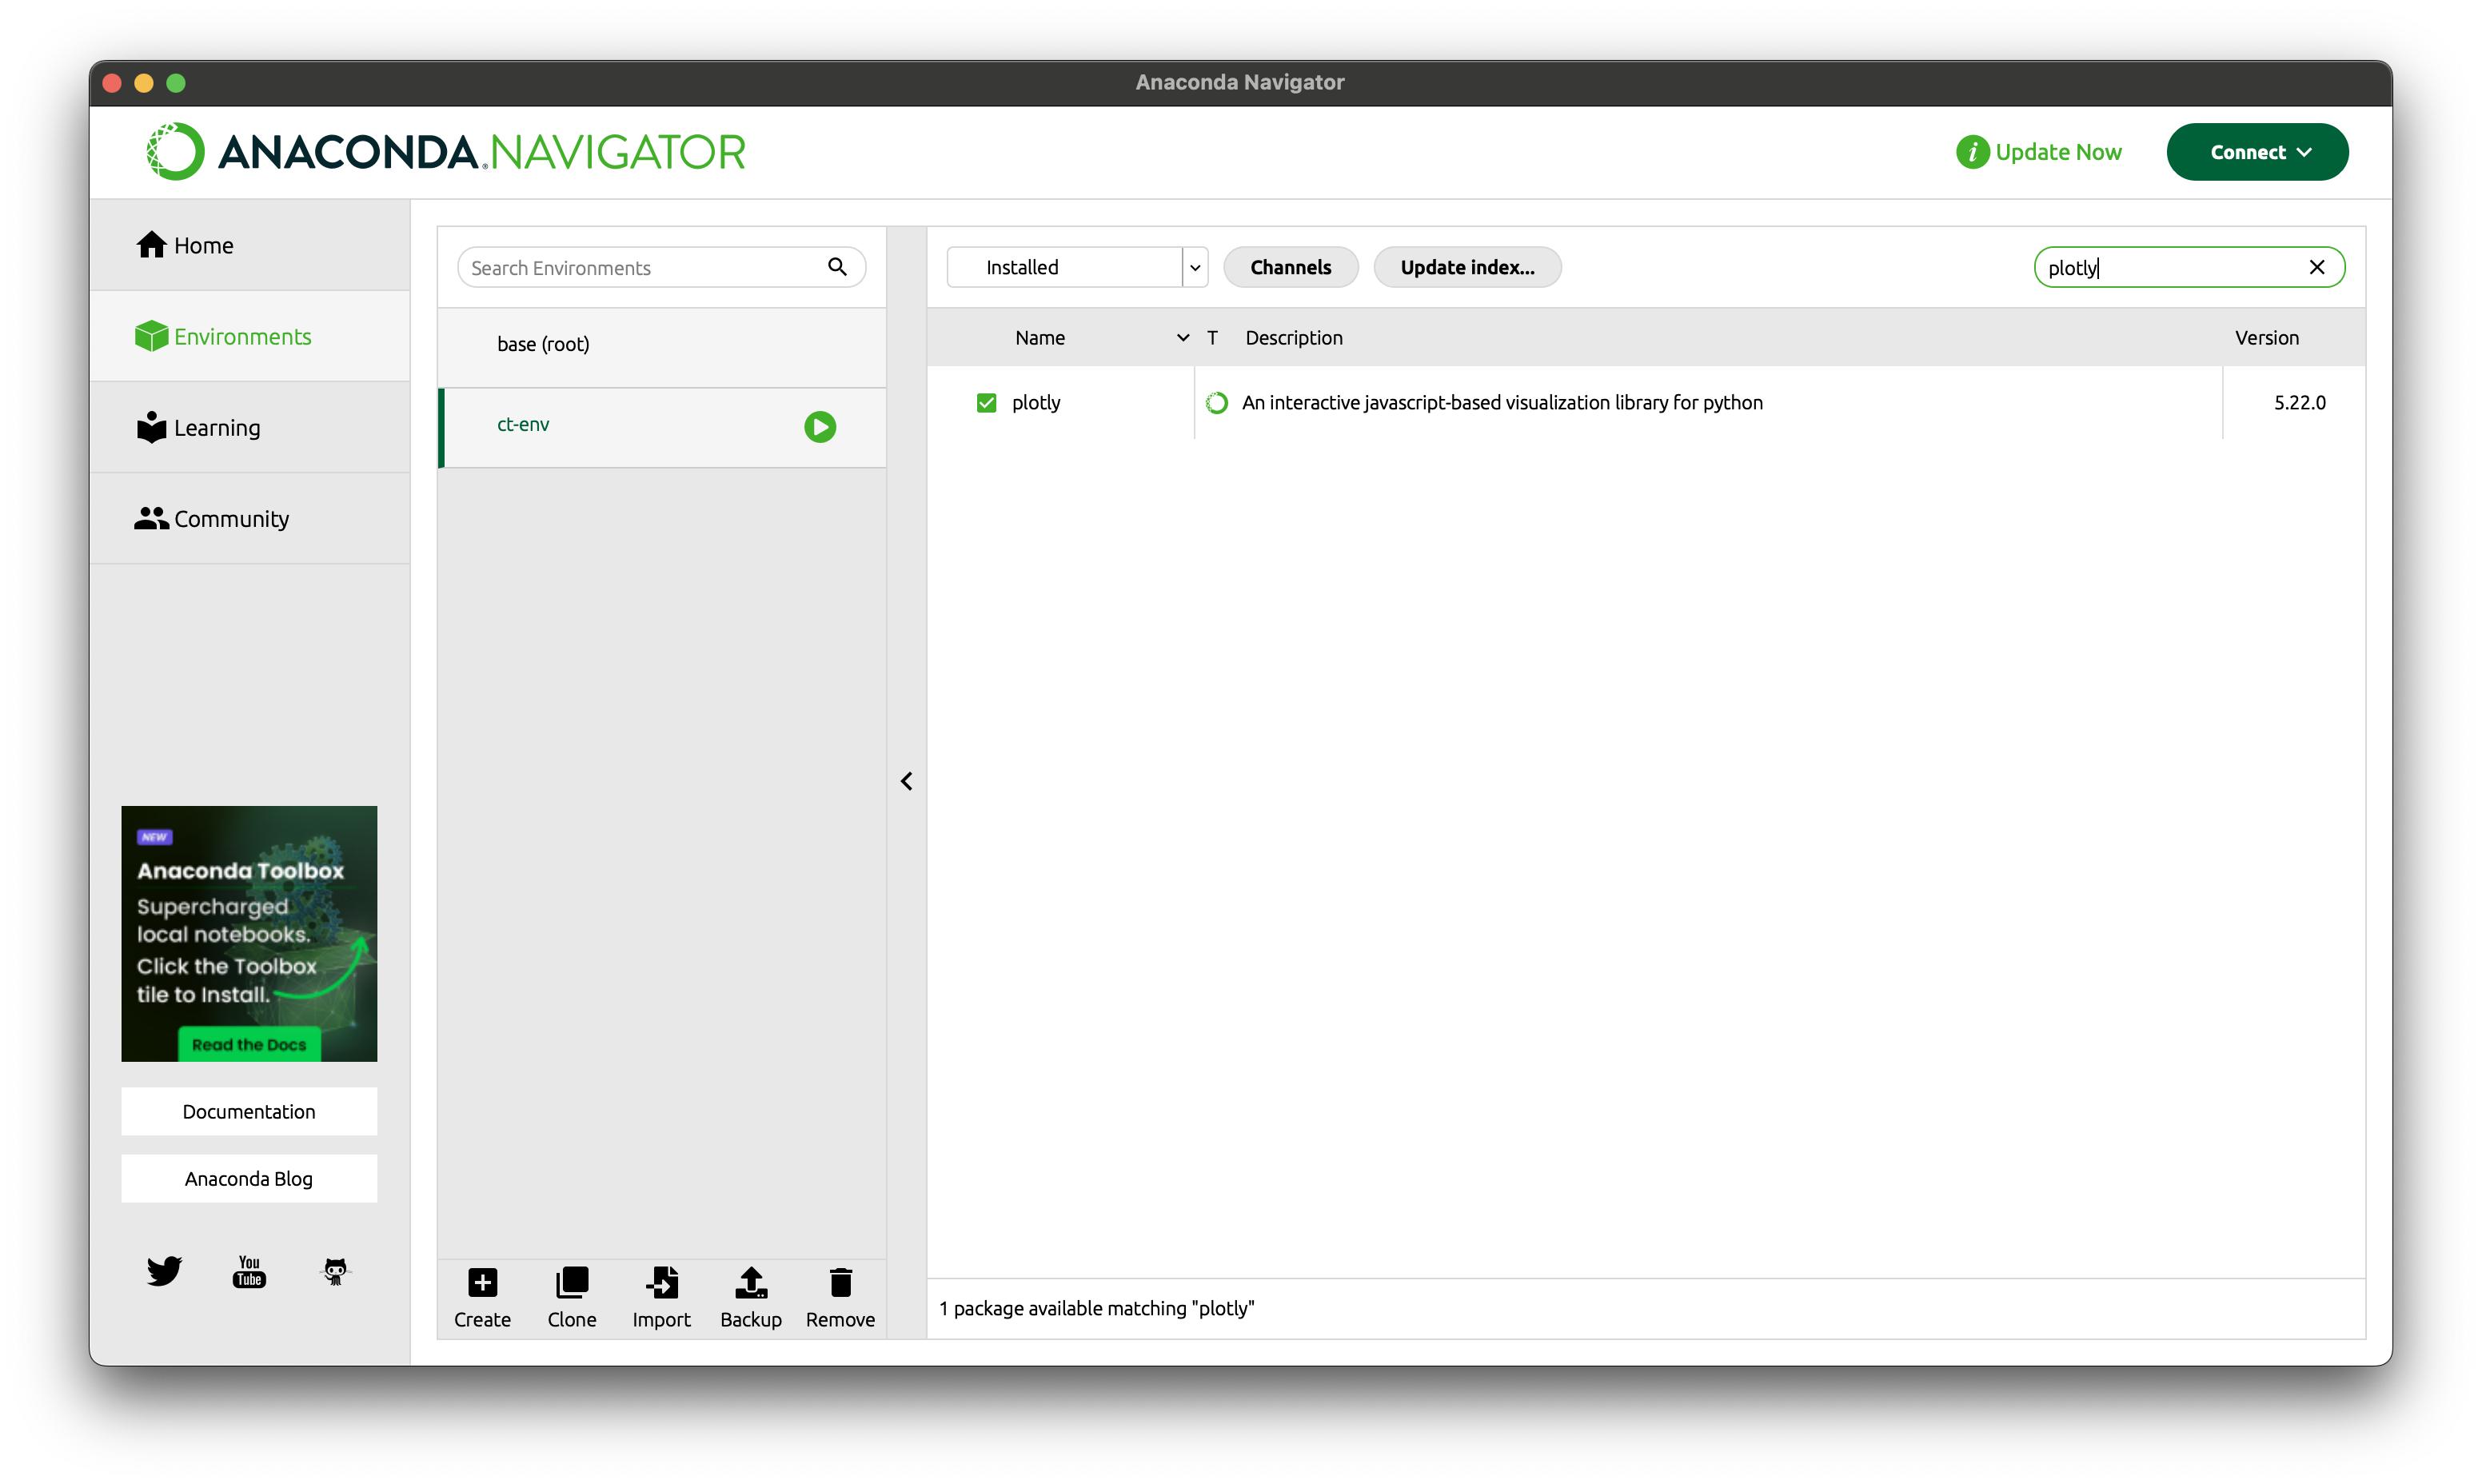 Anaconda Navigator
ANACONDA.NAVIGATOR
i Update Now
Connect
Home
Environments
Learning
Community
NEW
Anaconda Toolbox
Supercharged
local notebooks.
Click the Toolbox
tile to Install.
Read the Docs
Documentation
Anaconda Blog
You
Tube
Search Environments
base (root)
ct-env
Create
Clone
Import
Backup
Remove
Installed
Channels
Update index...
plotly
Name
T
Description
Version
plotly
An interactive javascript-based visualization library for python
5.22.0
1 package available matching "plotly"